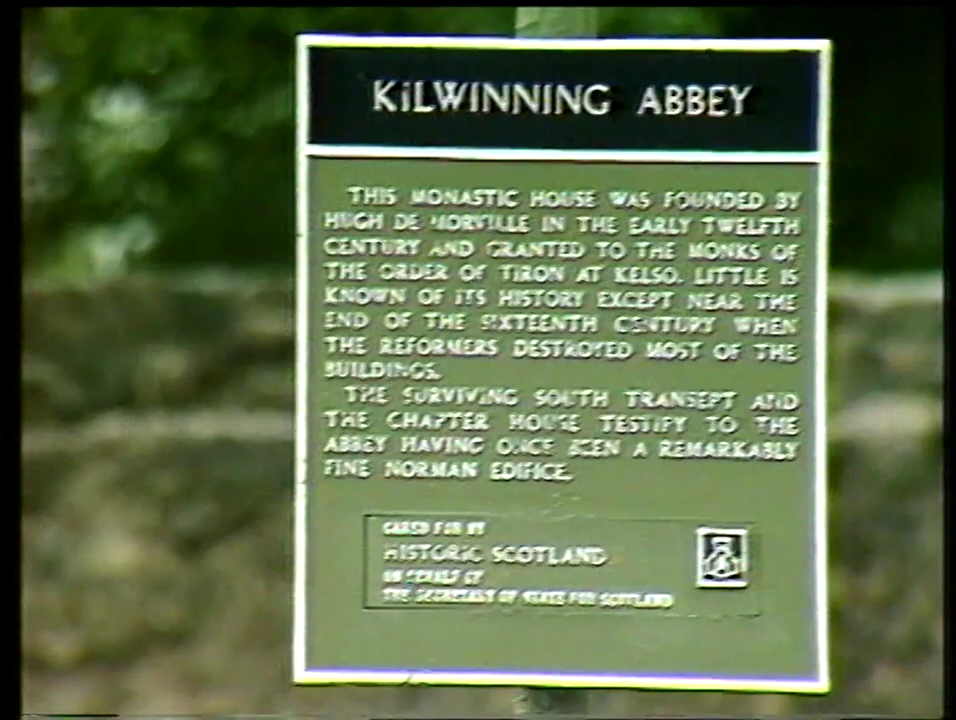 KILWINNING ABBEY
THIS MONASTIC HOUSE WAS FOUNDED BY
HUGH DE MORVILLE IN THE EARLY TWELFTH
CENTURY AND GRANTED TO THE MONKS OF
THE ORDER OF TIRON AT KELSO. LITTLE IS
KNOWN OF ITS HISTORY EXCEPT NEAR THE
END OF THE SIXTEENTH CENTURY WHEN
THE REFORMERS DESTROYED MOST OF THE
BUILDINGS.
THE SURVIVING SOUTH TRANSEPT AND
THE CHAPTER HOUSE TESTIFY TO THE
ABBEY HAVING ONCE BEEN A REMARKABLY
FINE NORMAN EDIFICE.
CARED FOR BY
HISTORIC SCOTLAND
ON BEHALF OF
THE SECRETARY OF STATE FOR SCOTLAND